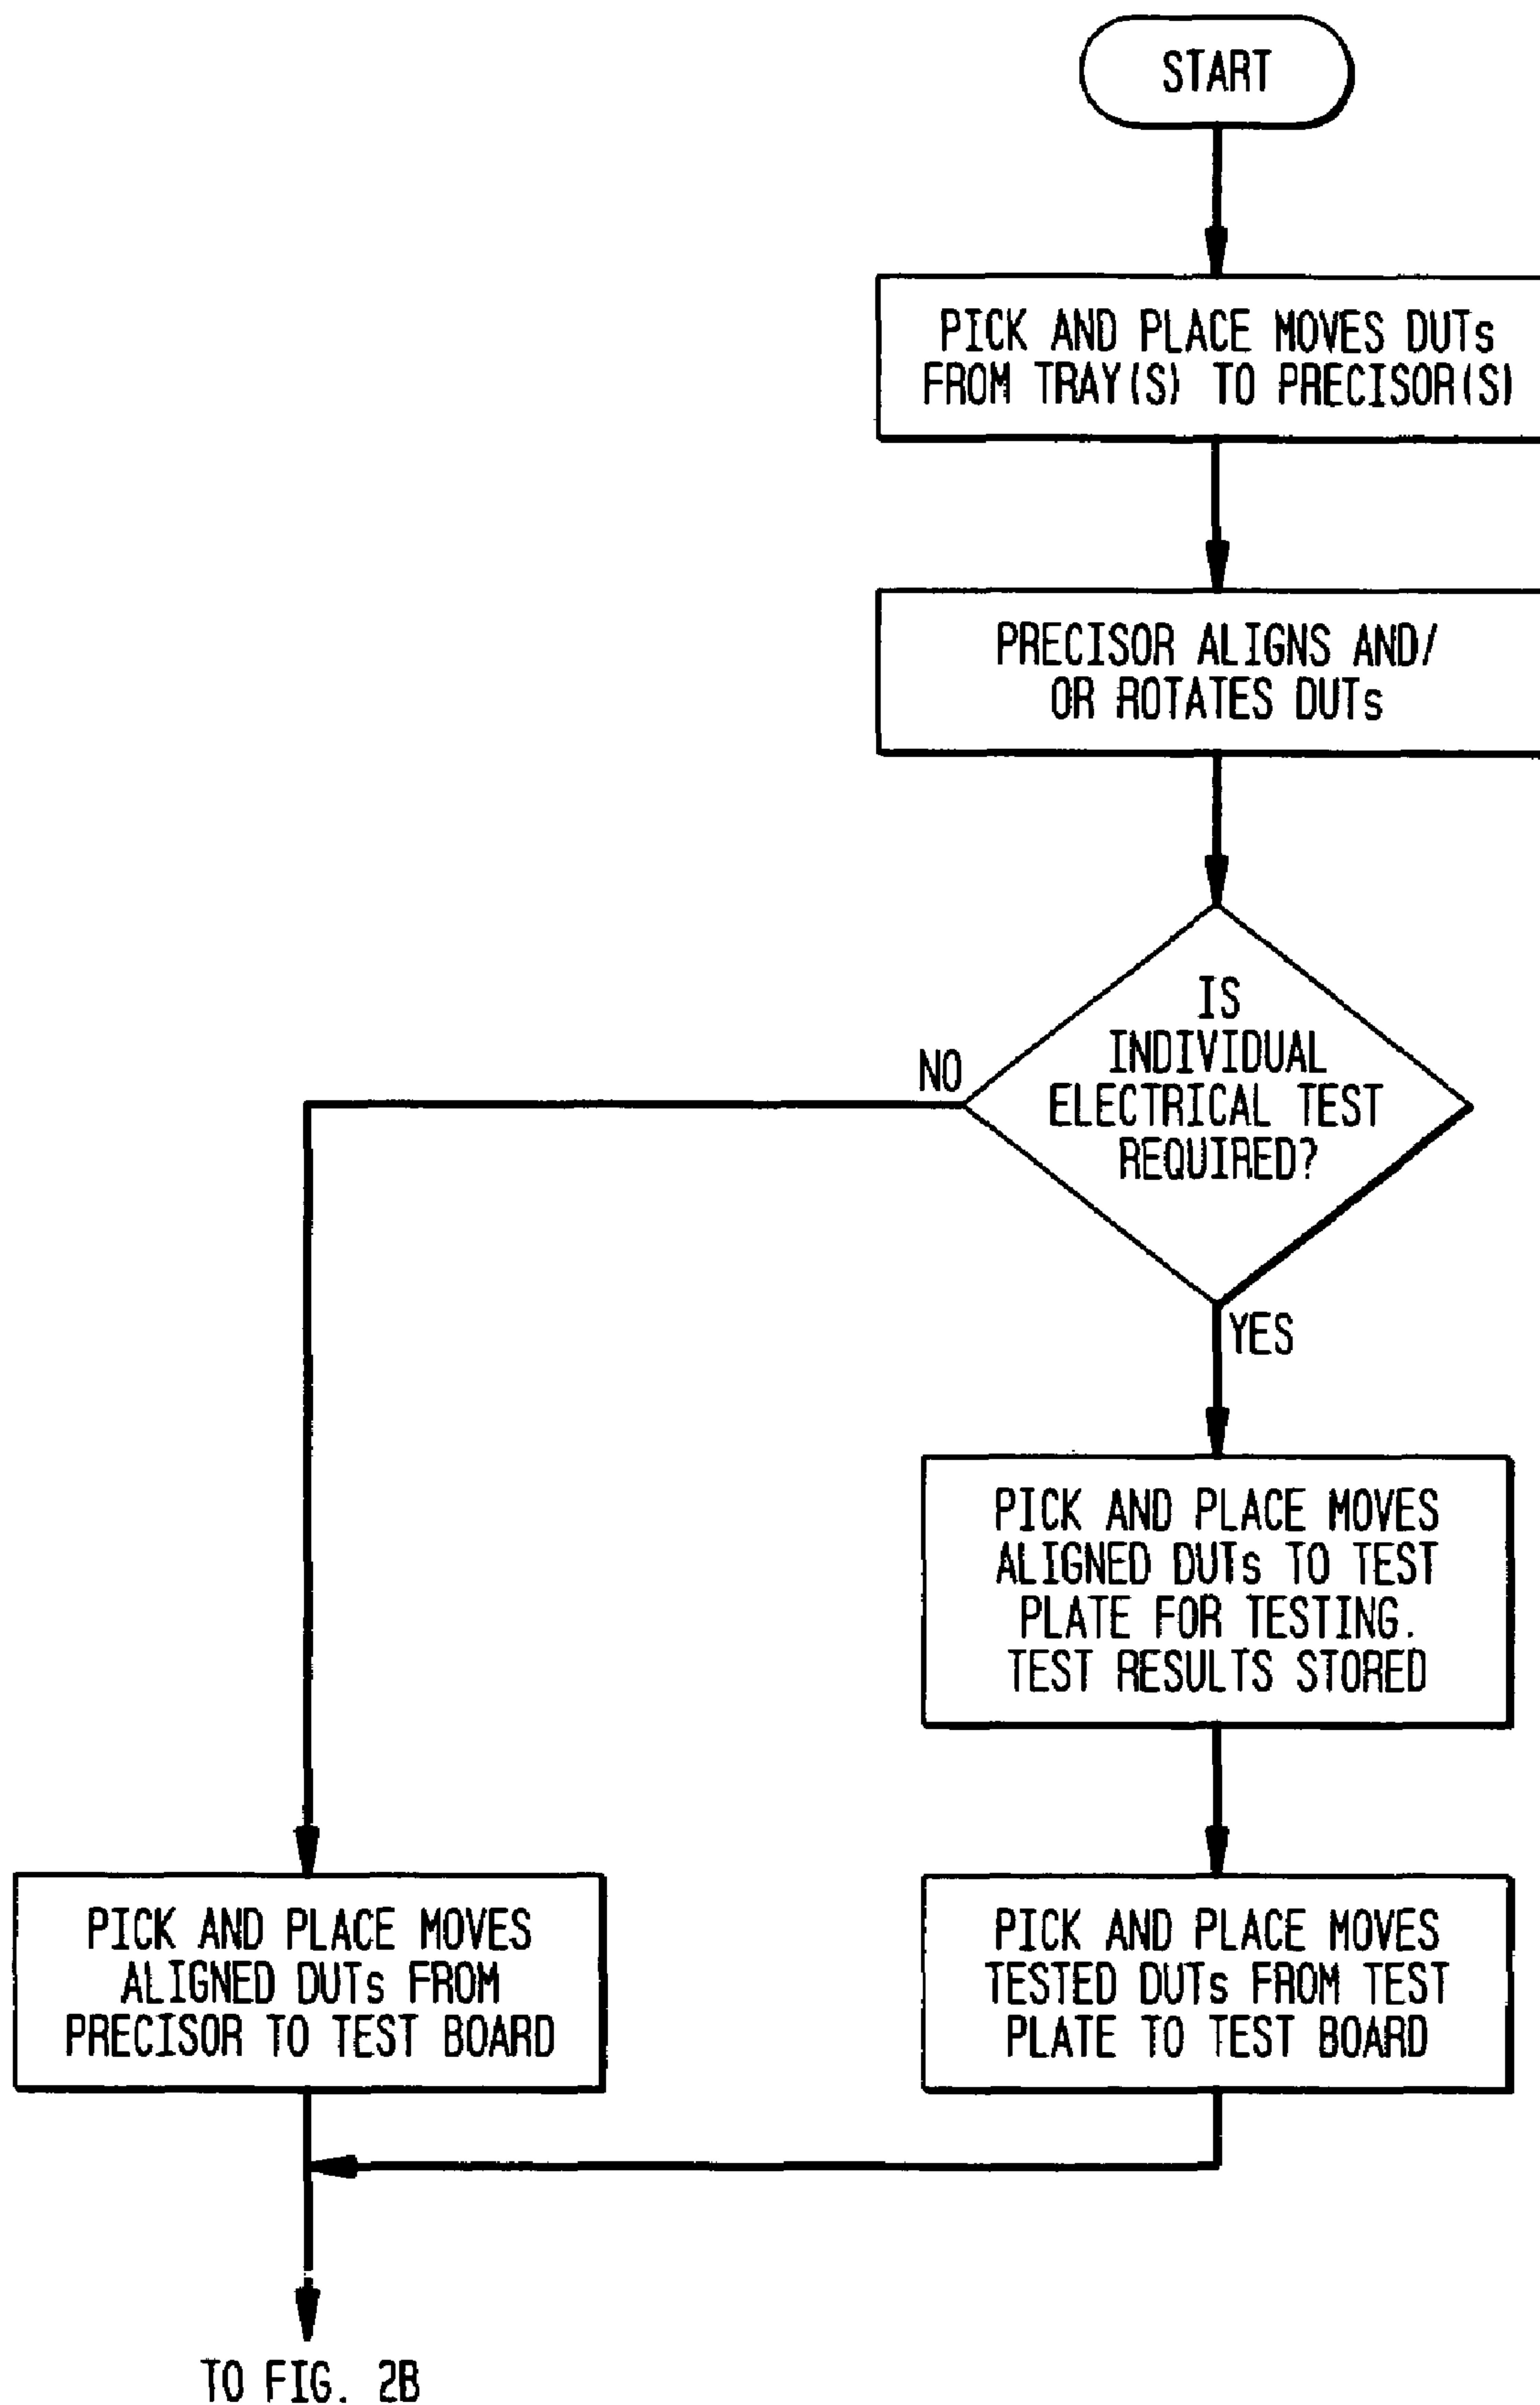 START
PICK AND PLACE MOVES DUTs
FROM TRAY(S) TO PRECISOR(S)
PRECISOR ALIGNS AND/
OR ROTATES DUTs
IS
INDIVIDUAL
ELECTRICAL TEST
REQUIRED?
NO
YES
PICK AND PLACE MOVES
ALIGNED DUTs TO TEST
PLATE FOR TESTING.
TEST RESULTS STORED
PICK AND PLACE MOVES
ALIGNED DUTs FROM
PRECISOR TO TEST BOARD
PICK AND PLACE MOVES
TESTED DUTs FROM TEST
PLATE TO TEST BOARD
TO FIG. 2B